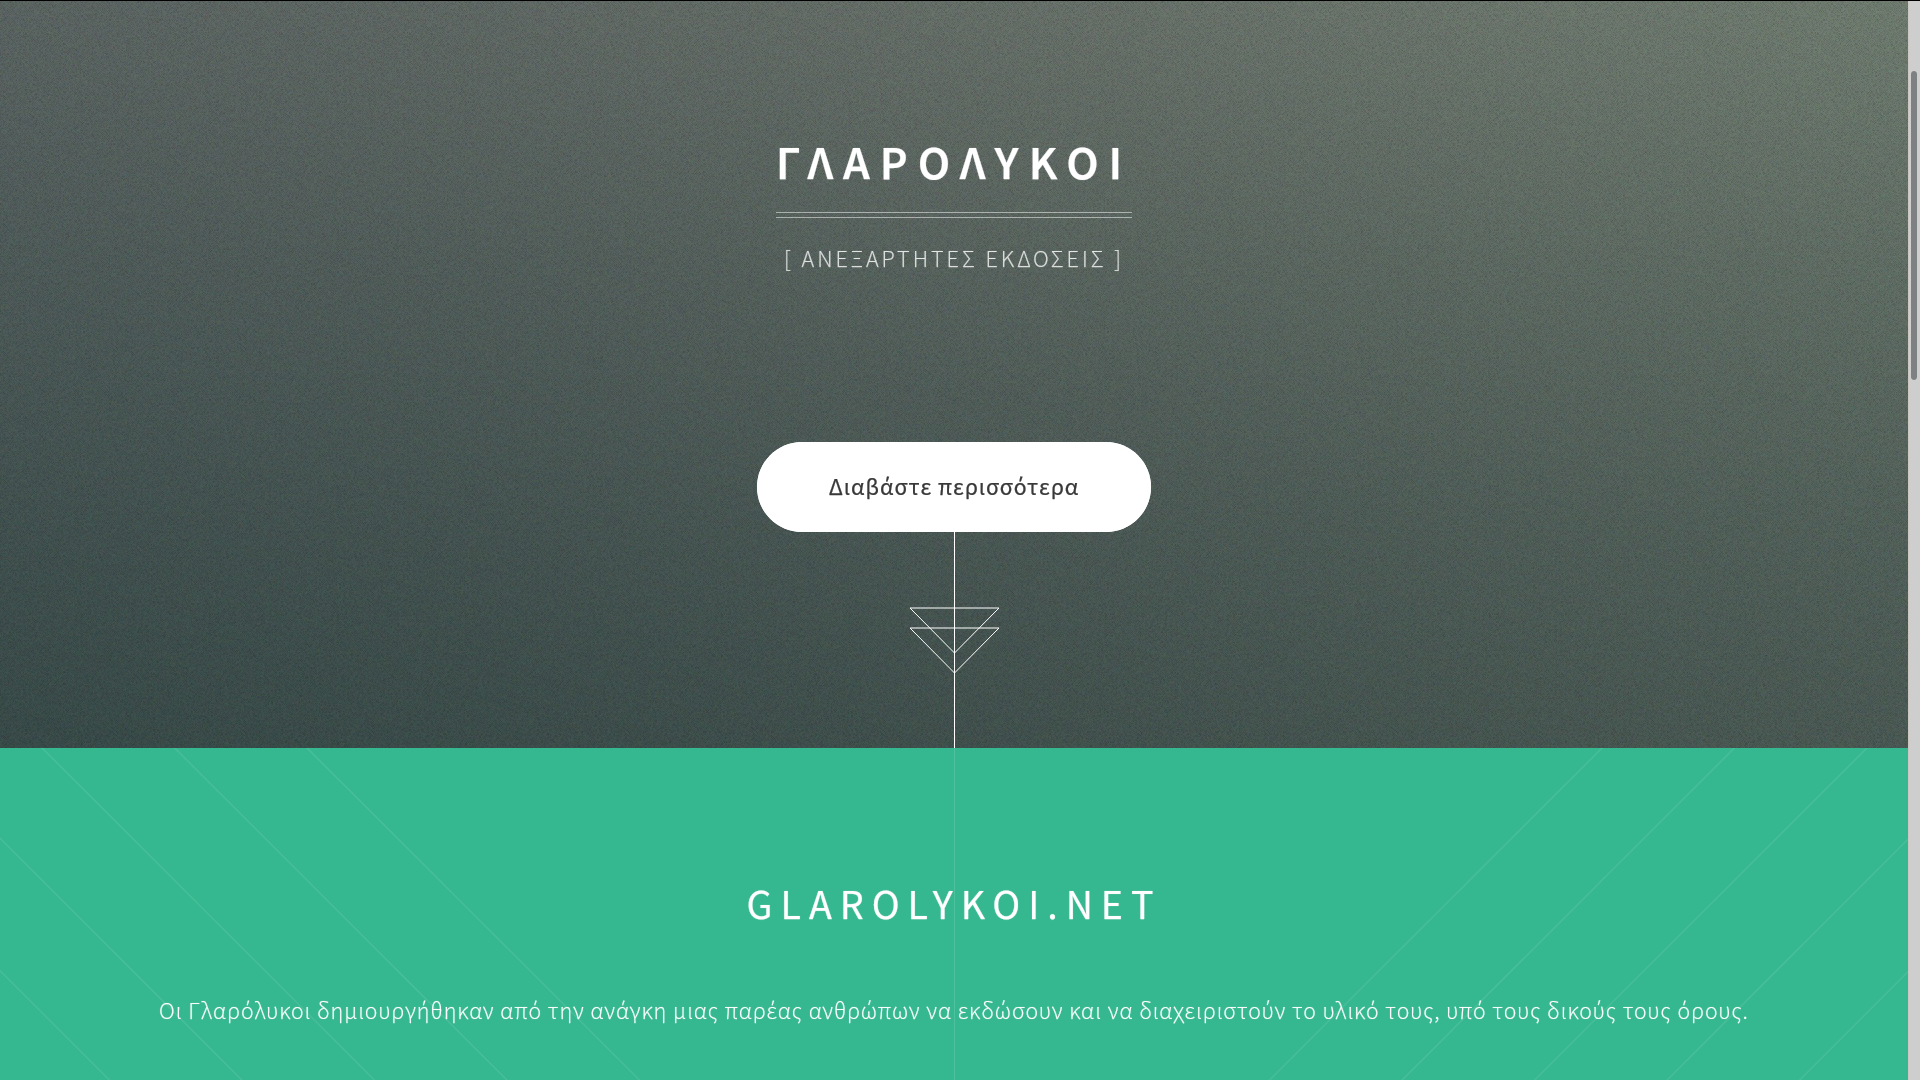 ΓΛΑΡΟΛΥΚΟΙ
[ ΑΝΕΞΑΡΤΗΤΕΣ ΕΚΔΟΣΕΙΣ ]
Διαβάστε περισσότερα
GLAROLYKOI.NET
Οι Γλαρόλυκοι δημιουργήθηκαν από την ανάγκη μιας παρέας ανθρώπων να εκδώσουν και να διαχειριστούν το υλικό τους, υπό τους δικούς τους όρους.